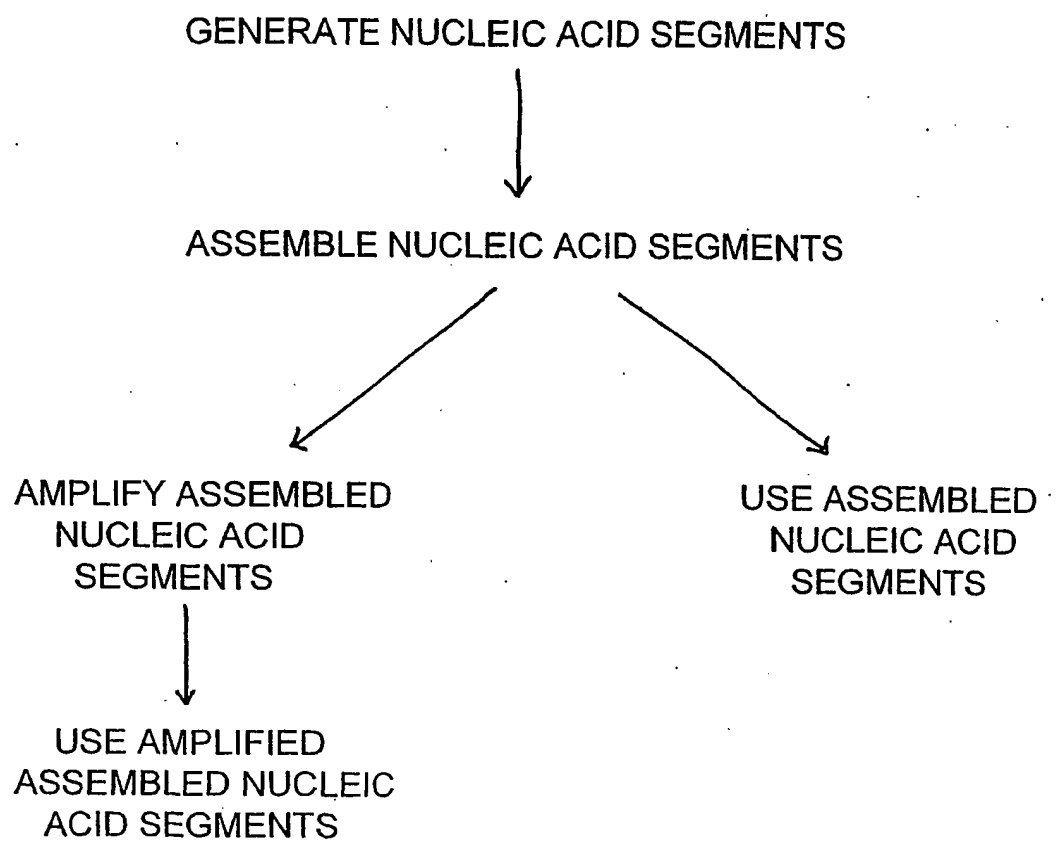 GENERATE NUCLEIC ACID SEGMENTS
ASSEMBLE NUCLEIC ACID SEGMENTS
AMPLIFY ASSEMBLED
NUCLEIC ACID
SEGMENTS
USE ASSEMBLED
NUCLEIC ACID
SEGMENTS
USE AMPLIFIED
ASSEMBLED NUCLEIC
ACID SEGMENTS